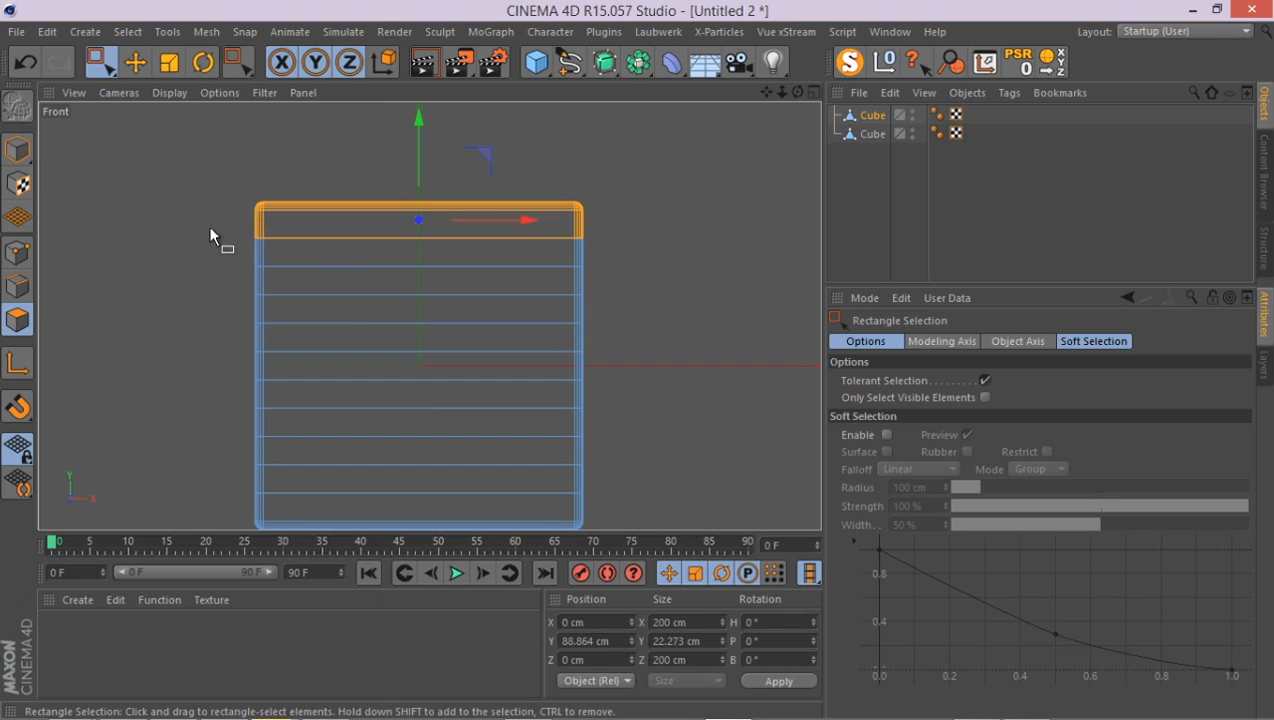 CINEMA 4D R15.057 Studio - [Untitled 2 *]
File Edit Create Select Tools Mesh Snap Animate Simulate Render Sculpt MoGraph Character Plugins Laubwerk X-Particles Vue xStream Script Window Help Layout: Startup (User)
X Y Z S 0 ? PSR 0
View Cameras Display Options Filter Panel
File Edit View Objects Tags Bookmarks
Front
Cube
Cube
Objects
Content Browser
Structure
Mode Edit User Data
Rectangle Selection
Attributes
Layers
Options Modeling Axis Object Axis Soft Selection
Options
Tolerant Selection
Only Select Visible Elements
Soft Selection
Enable Preview
Surface Rubber Restrict
Falloff Linear Mode Group
Radius 100 cm
Strength 100 %
Width. . 50 %
0.8
0.4
0.0 0.2 0.4 0.6 0.8 1.0
Y
X
0 5 10 15 20 25 30 35 40 45 50 55 60 65 70 75 80 85 90 0 F
0 F 0 F 90 F 90 F ? P
Create Edit Function Texture
Position Size Rotation
X 0 cm X 200 cm H 0 °
Y 88.864 cm Y 22.273 cm P 0 °
Z 0 cm Z 200 cm B 0 °
Object (Rel) Size Apply
MAXON CINEMA 4D
Rectangle Selection: Click and drag to rectangle-select elements. Hold down SHIFT to add to the selection, CTRL to remove.